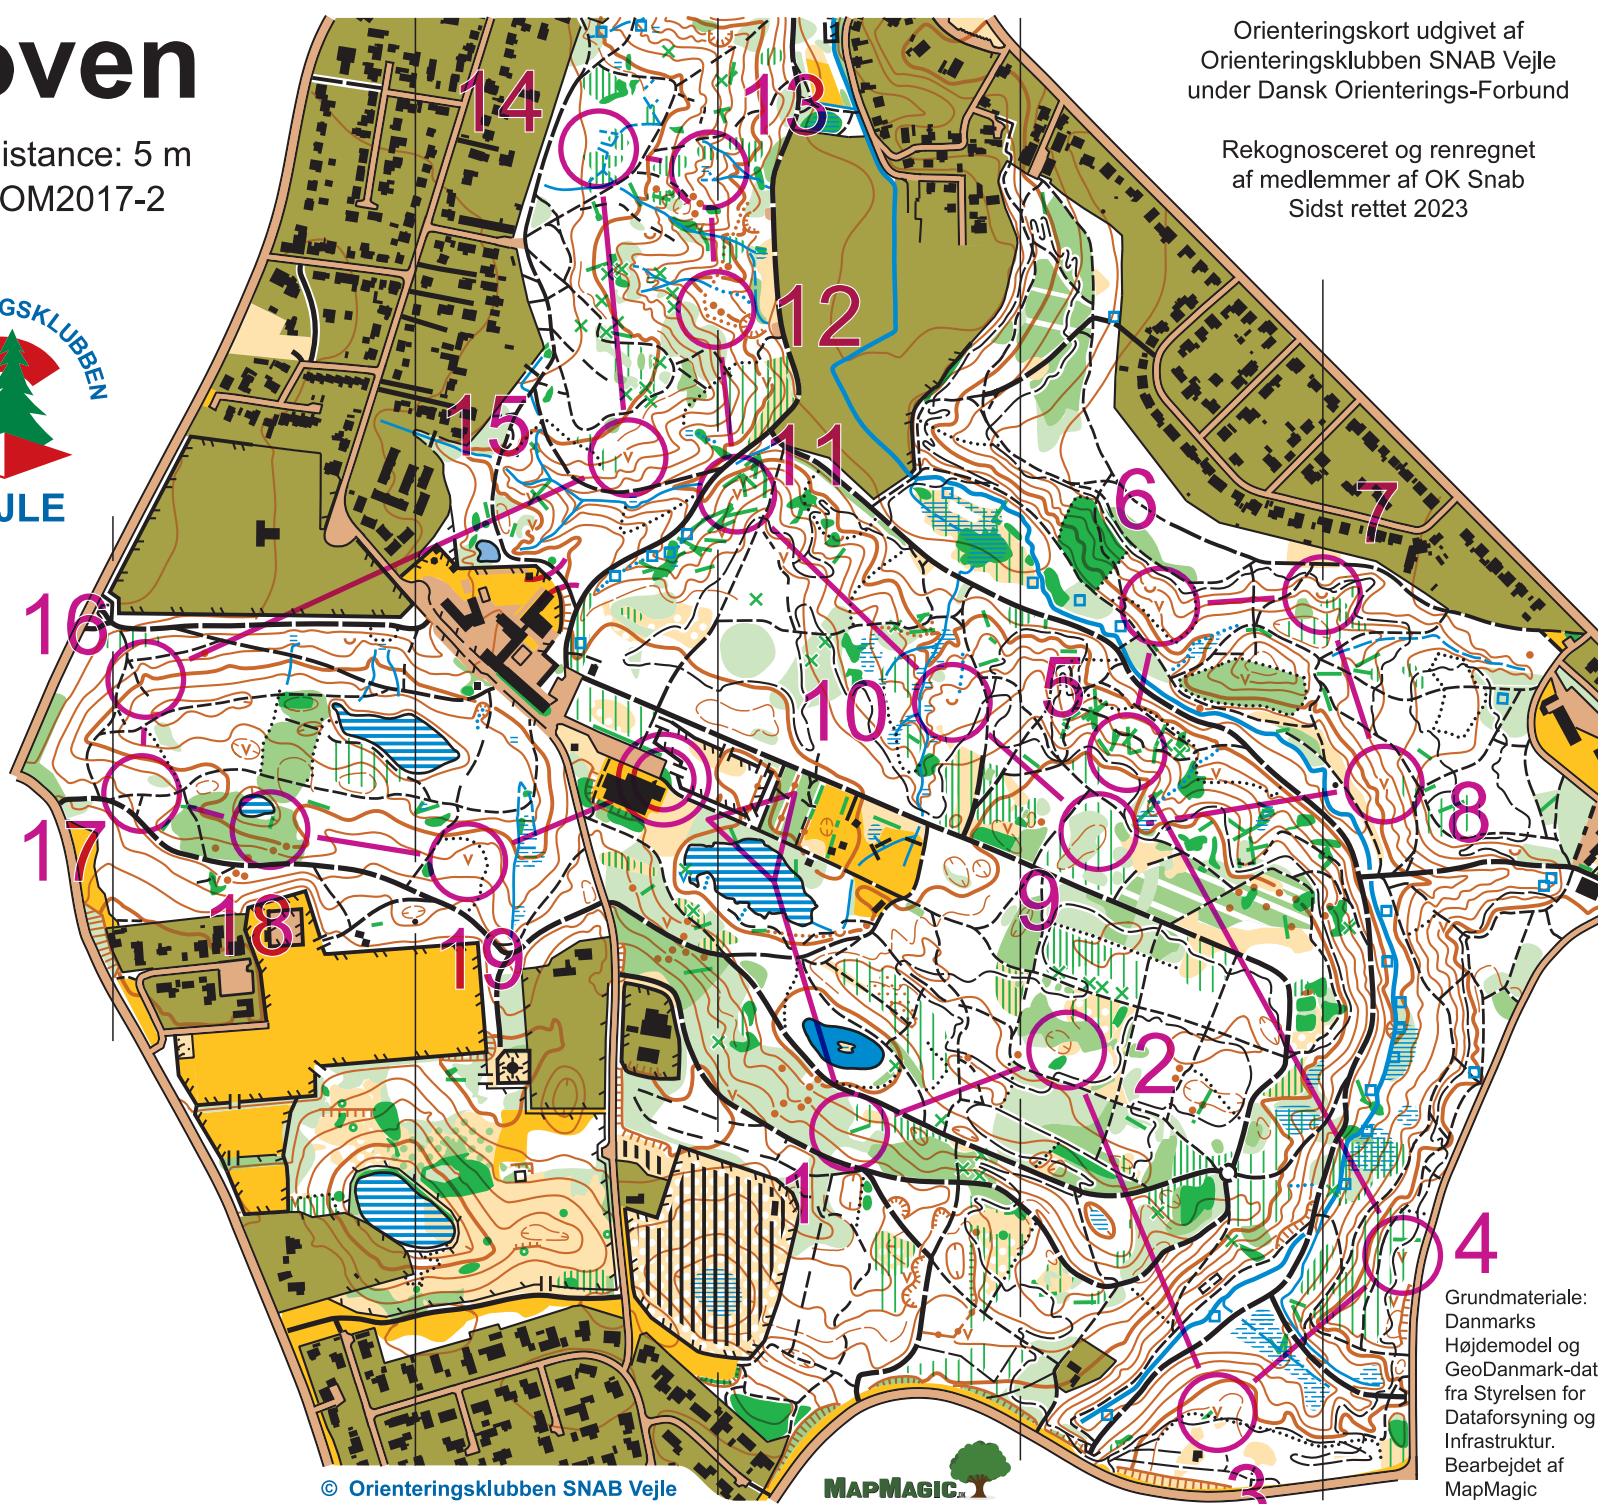 oven
istance: 5 m
OM2017-2
GSKLUBBEN
JLE
Orienteringskort udgivet af
Orienteringsklubben SNAB Vejle
under Dansk Orienterings-Forbund
Rekognosceret og renregnet
af medlemmer af OK Snab
Sidst rettet 2023
14
13
12
15
11
6
7
16
5
10
8
17
9
18
19
2
1
4
3
Grundmateriale:
Danmarks
Højdemodel og
GeoDanmark-dat
fra Styrelsen for
Dataforsyning og
Infrastruktur.
Bearbejdet af
MapMagic
© Orienteringsklubben SNAB Vejle
MAPMAGIC